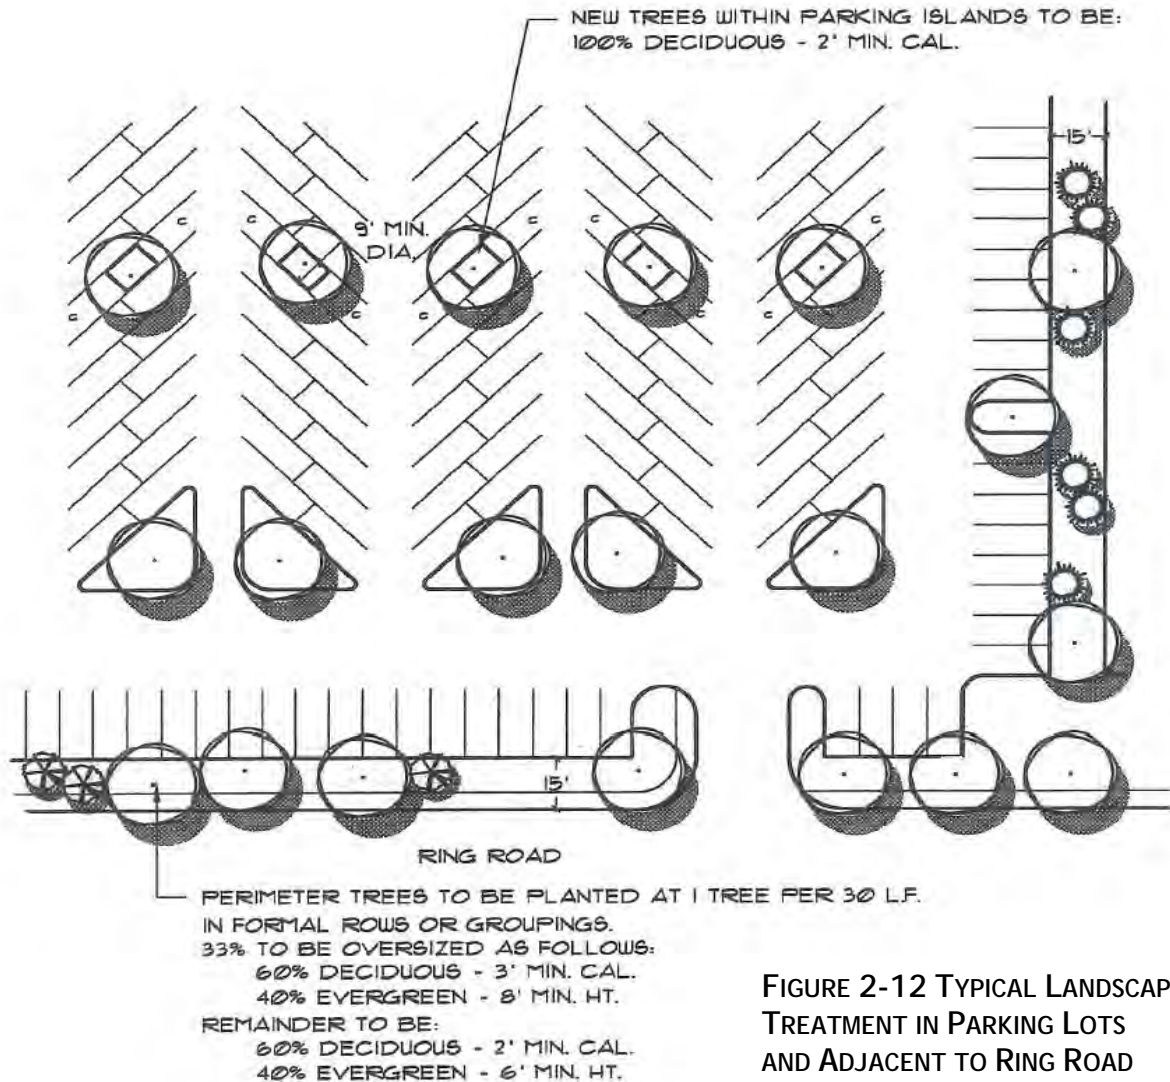 NEW TREES WITHIN PARKING ISLANDS TO BE:
100% DECIDUOUS - 2' MIN. CAL.
15'
C
C
9' MIN.
DIA.
C
C
C
C
C
C
C
C
15'
RING ROAD
PERIMETER TREES TO BE PLANTED AT 1 TREE PER 30 L.F.
IN FORMAL ROWS OR GROUPINGS.
33% TO BE OVERSIZED AS FOLLOWS:
60% DECIDUOUS - 3' MIN. CAL.
40% EVERGREEN - 8' MIN. HT.
REMAINDER TO BE:
60% DECIDUOUS - 2' MIN. CAL.
40% EVERGREEN - 6' MIN. HT.
FIGURE 2-12 TYPICAL LANDSCAP
TREATMENT IN PARKING LOTS
AND ADJACENT TO RING ROAD